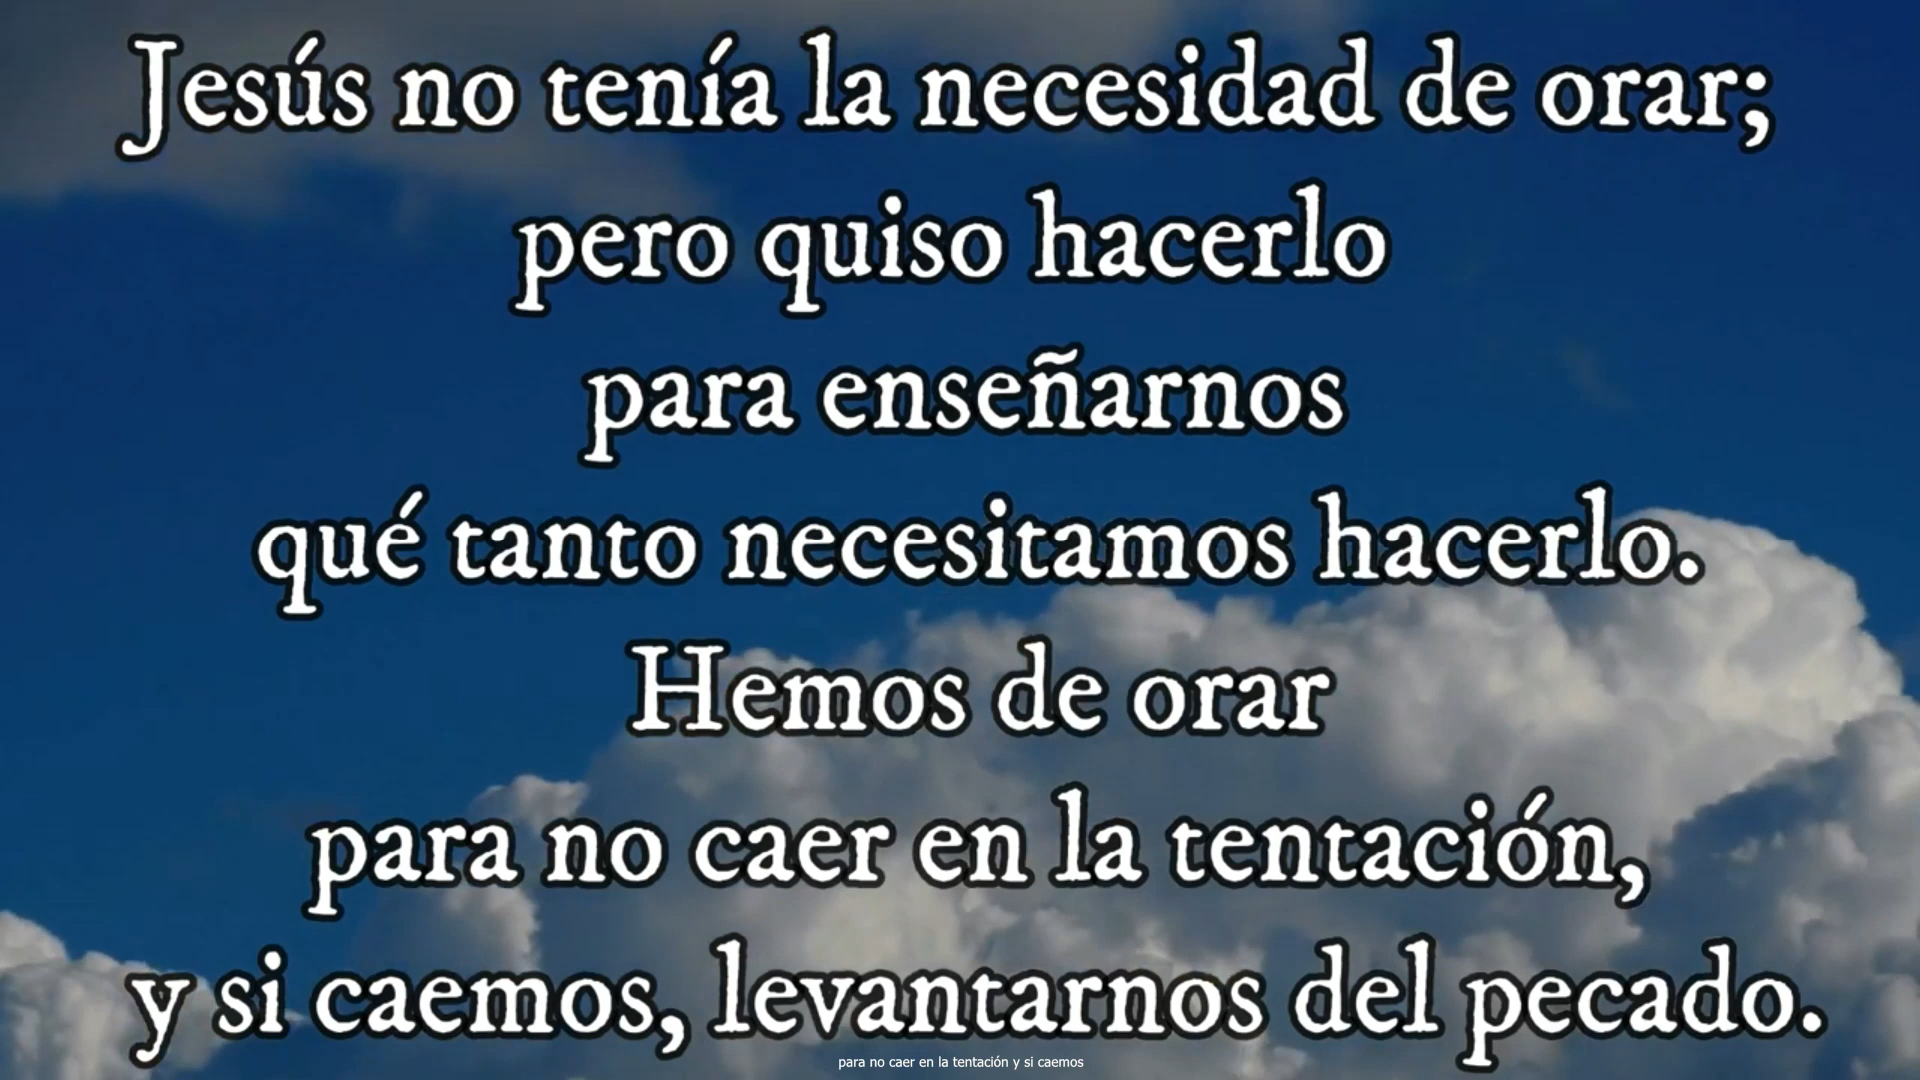 Jesús no tenía la necesidad de orar;
pero quiso hacerlo
para enseñarnos
qué tanto necesitamos hacerlo.
Hemos de orar
para no caer en la tentación,
y si caemos, levantarnos del pecado.
para no caer en la tentación y si caemos